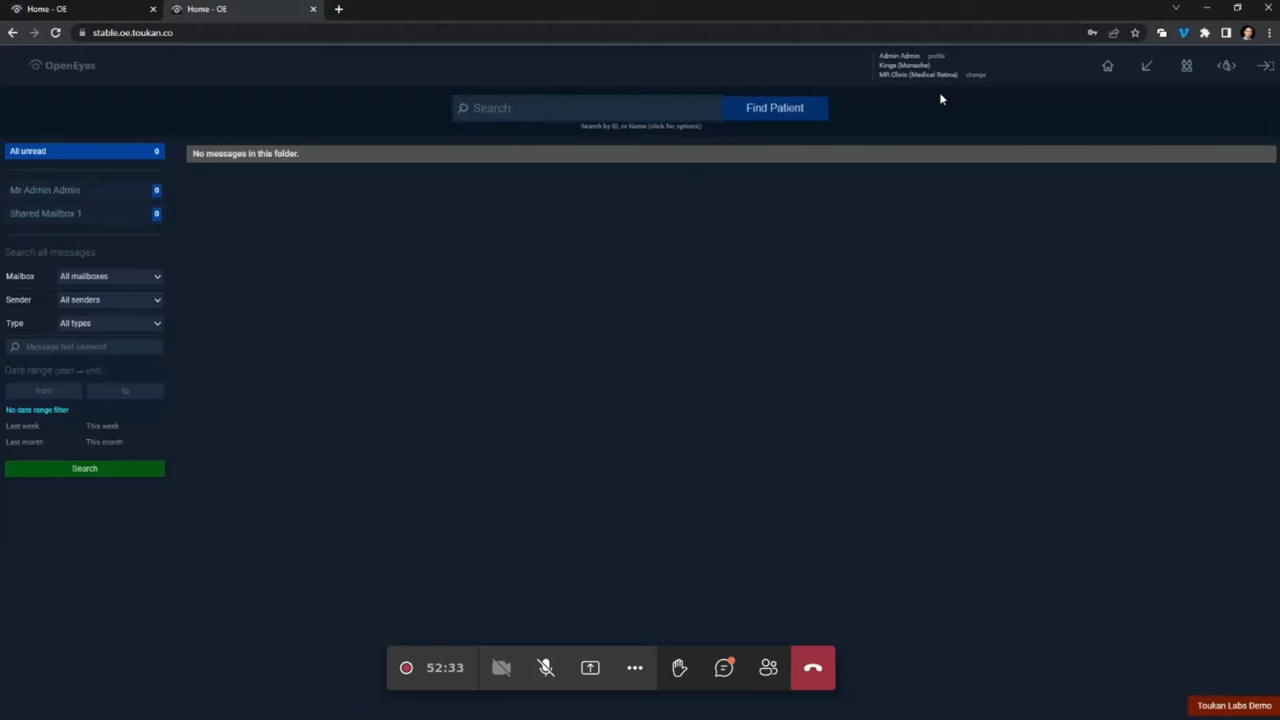 Home - OE
Home - OE
stable.oe.toukan.co
OpenEyes
Admin Admin profile
Kings (Moneche)
MR Clinic (Medical Retina) change
Search
Find Patient
Search by ID, or Name (click for options)
All unread 0
No messages in this folder.
Mr Admin Admin 0
Shared Mailbox 1 0
Search all messages
Mailbox All mailboxes
Sender All senders
Type All types
Message text keyword
Date range (start — end)
from to
No date range filter
Last week This week
Last month This month
Search
52:33
Toukan Labs Demo